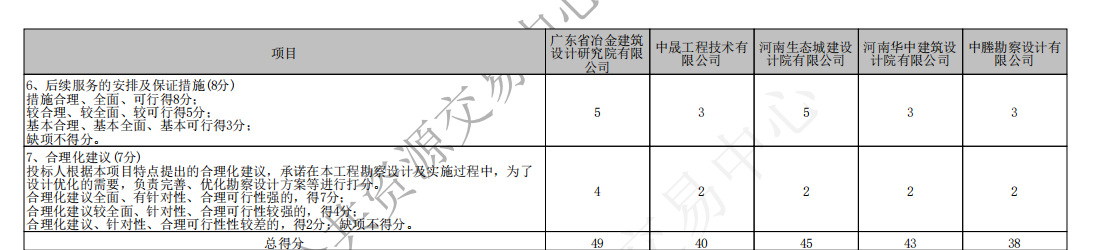 项目
广东省冶金建筑
设计研究院有限
公司
中晟工程技术有
限公司
河南生态城建设
计院有限公司
河南华中建筑设
计院有限公司
中塍勘察设计有
限公司
6、后续服务的安排及保证措施(8分)
措施合理、全面、可行得8分；
较合理、较全面、较可行得5分；
基本合理、基本全面、基本可行得3分；
缺项不得分。
5 3 5 3 3
7、合理化建议(7分)
投标人根据本项目特点提出的合理化建议，承诺在本工程勘察设计及实施过程中，为了
设计优化的需要，负责完善、优化勘察设计方案等进行打分。
合理化建议全面、有针对性、合理可行性强的，得7分；
合理化建议较全面、针对性、合理可行性较强的，得4分；
合理化建议、针对性、合理可行性性较差的，得2分；缺项不得分。
4 2 2 2 2
总得分 49 40 45 43 38
共资源交易中心
交易中心